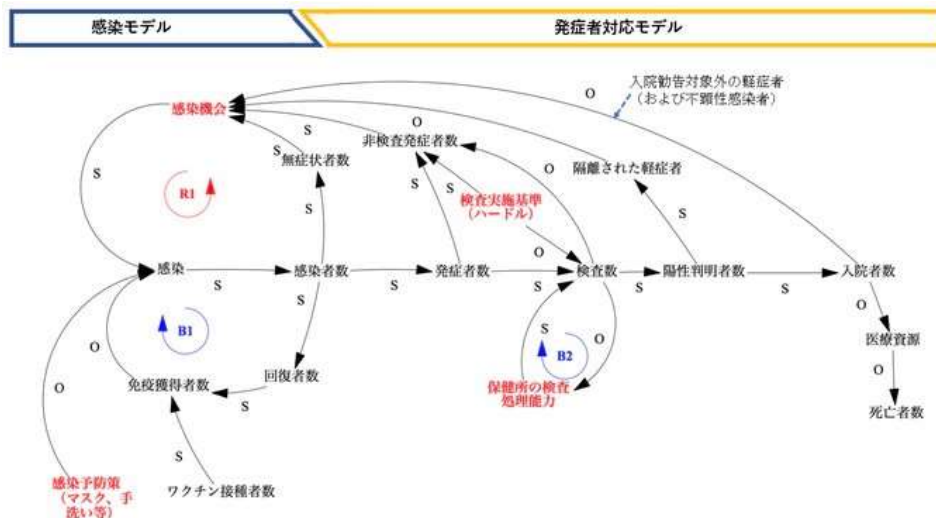 感染モデル
発症者対応モデル
入院勧告対象外の軽症者
（および不顕性感染者）
O
感染機会
O
S
非検査発症者数
S
無症状者数
O
隔離された軽症者
S
R1
S
S
検査実施基準
（ハードル）
S
S
O
感染
S
感染者数
S
発症者数
S
検査数
S
陽性判明者数
S
入院者数
S
O
B1
S
B2
O
医療資源
O
O
免疫獲得者数
S
回復者数
保健所の検査
処理能力
O
死亡者数
S
感染予防策
（マスク、手
洗い等）
ワクチン接種者数